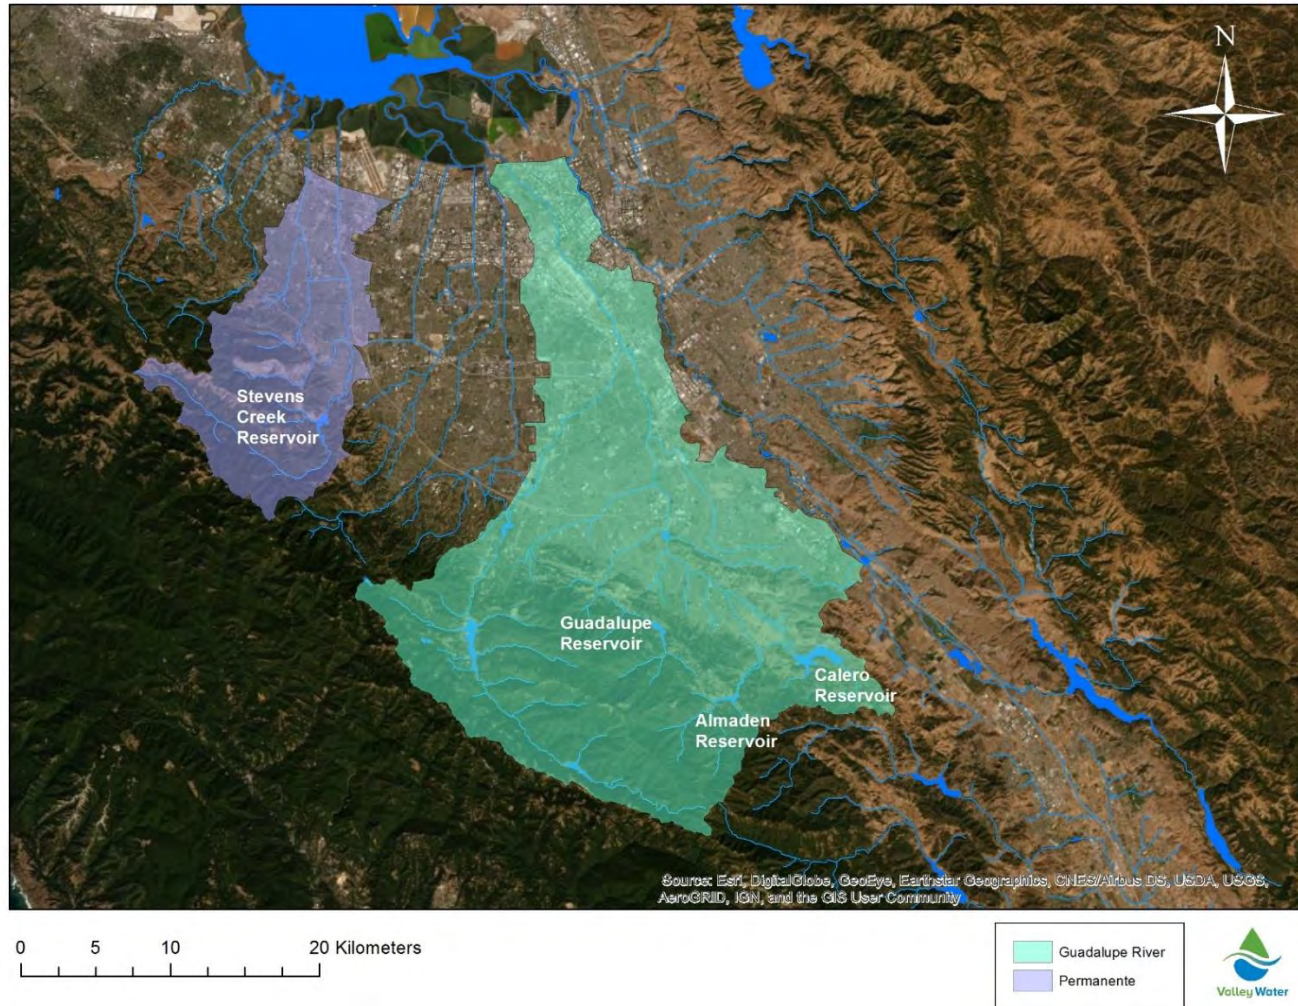 N
Stevens
Creek
Reservoir
Guadalupe
Reservoir
Calero
Reservoir
Almaden
Reservoir
Source: Esri, DigitalGlobe, GeoEye, Earthstar Geographics, CNES/Airbus DS, USDA, USGS,
AeroGRID, IGN, and the GIS User Community
0 5 10 20 Kilometers
Guadalupe River
Permanente
Valley Water